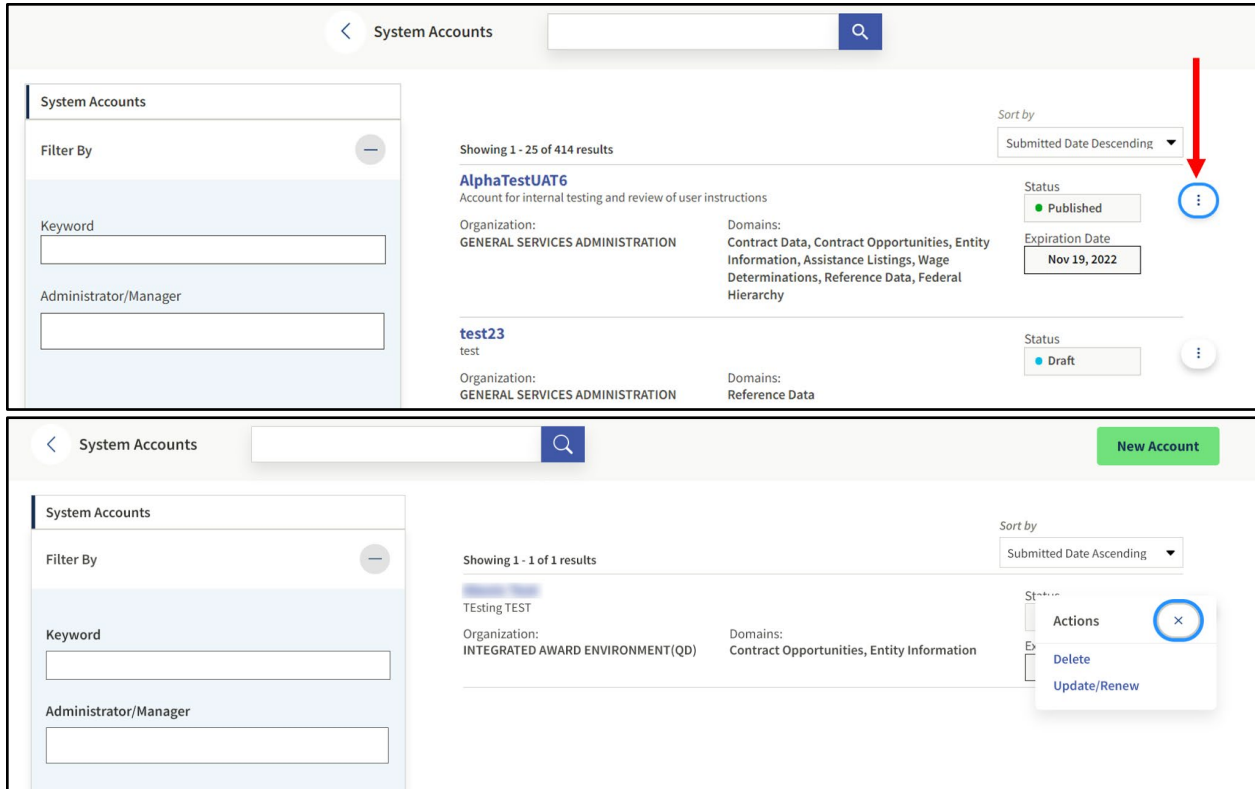 System Accounts
System Accounts
Filter By
Keyword
Administrator/Manager
Sort by
Submitted Date Descending
Showing 1 - 25 of 414 results
AlphaTestUAT6
Account for internal testing and review of user instructions
Organization:
GENERAL SERVICES ADMINISTRATION
Domains:
Contract Data, Contract Opportunities, Entity
Information, Assistance Listings, Wage
Determinations, Reference Data, Federal
Hierarchy
Status
Published
Expiration Date
Nov 19, 2022
test23
test
Organization:
GENERAL SERVICES ADMINISTRATION
Domains:
Reference Data
Status
Draft
System Accounts
New Account
System Accounts
Filter By
Keyword
Administrator/Manager
Sort by
Submitted Date Ascending
Showing 1 - 1 of 1 results
TEsting TEST
Organization:
INTEGRATED AWARD ENVIRONMENT(QD)
Domains:
Contract Opportunities, Entity Information
Actions
Delete
Update/Renew